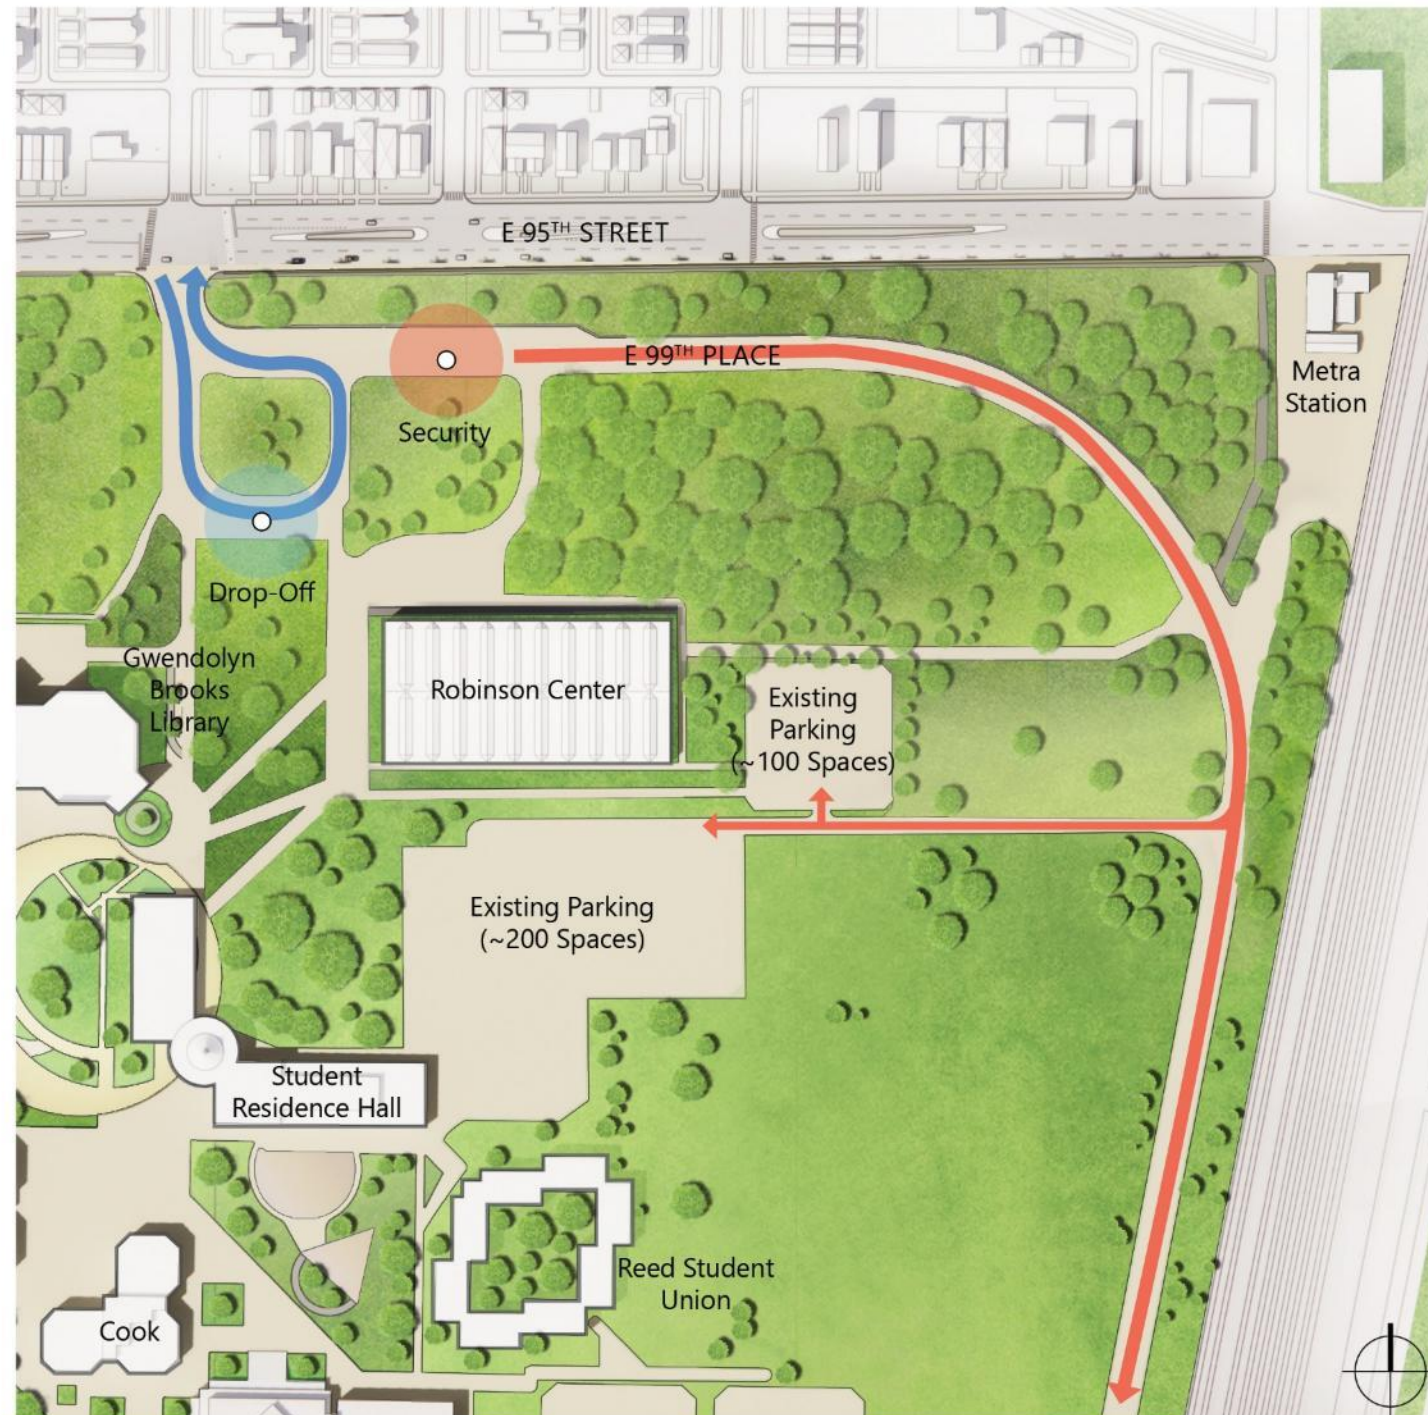 E 95TH STREET
E 99TH PLACE
Metra
Station
Security
Drop-Off
Gwendolyn
Brooks
Library
Robinson Center
Existing
Parking
(~100 Spaces)
Existing Parking
(~200 Spaces)
Student
Residence Hall
Reed Student
Union
Cook